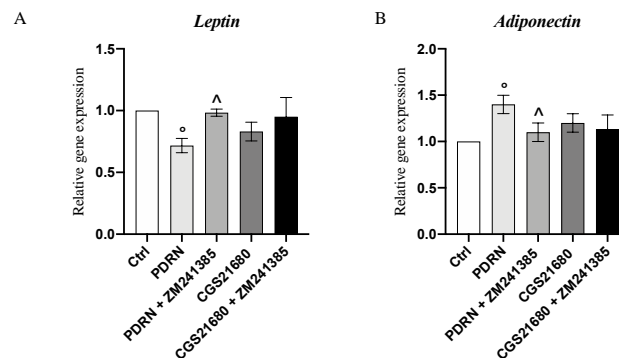 A
Leptin
Relative gene expression
1.5
1.0
0.5
0.0
°
^
Ctrl
PDRN
PDRN + ZM241385
CGS21680
CGS21680 + ZM241385
B
Adiponectin
Relative gene expression
2.0
1.5
1.0
0.5
0.0
°
^
Ctrl
PDRN
PDRN + ZM241385
CGS21680
CGS21680 + ZM241385